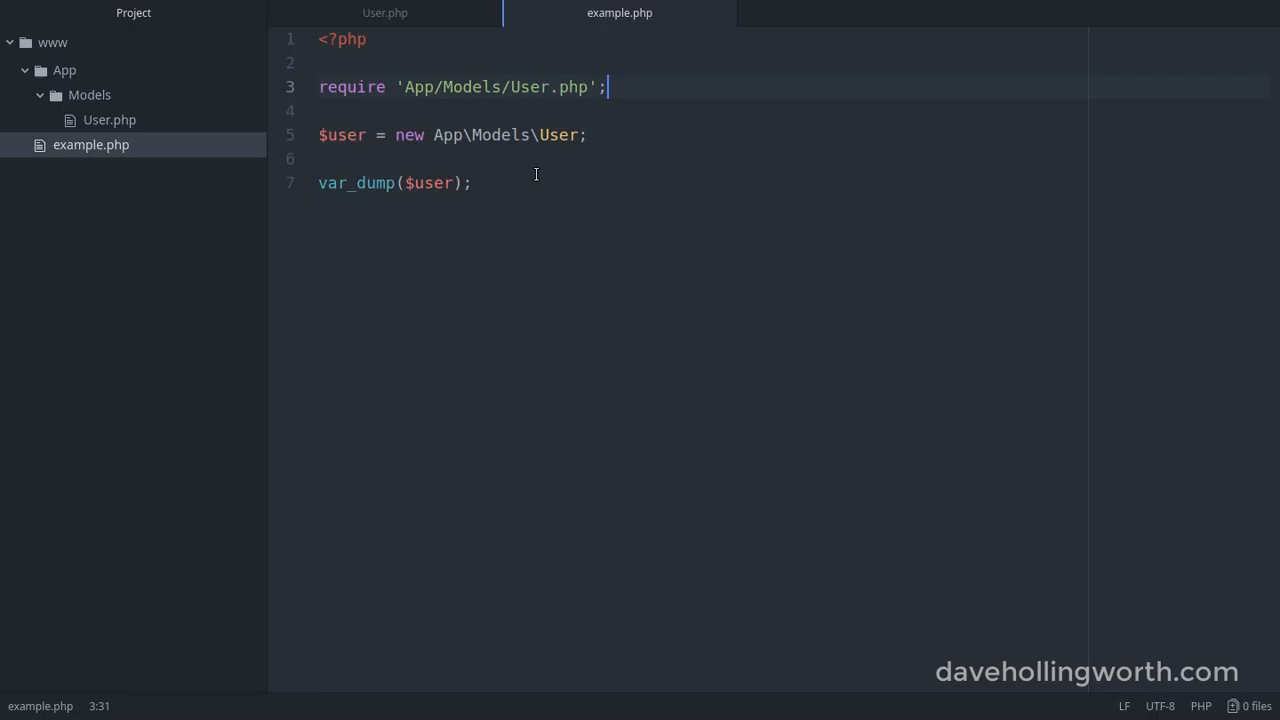 Project
User.php
example.php
www
App
Models
User.php
example.php
1 <?php
2
3 require 'App/Models/User.php';
4
5 $user = new App\Models\User;
6
7 var_dump($user);
davehollingworth.com
example.php 3:31
LF UTF-8 PHP 0 files